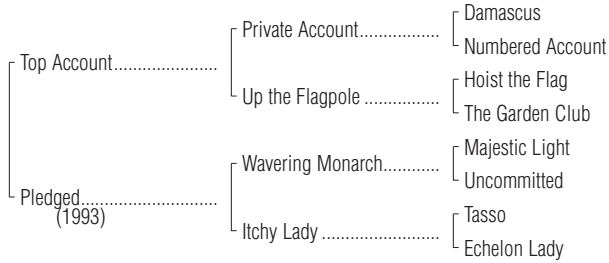 Damascus
Private Account..................
Numbered Account
Top Account.......................
Hoist the Flag
Up the Flagpole .................
The Garden Club
Majestic Light
Wavering Monarch............
Uncommitted
Pledged..............................
(1993)
Tasso
Itchy Lady ..........................
Echelon Lady